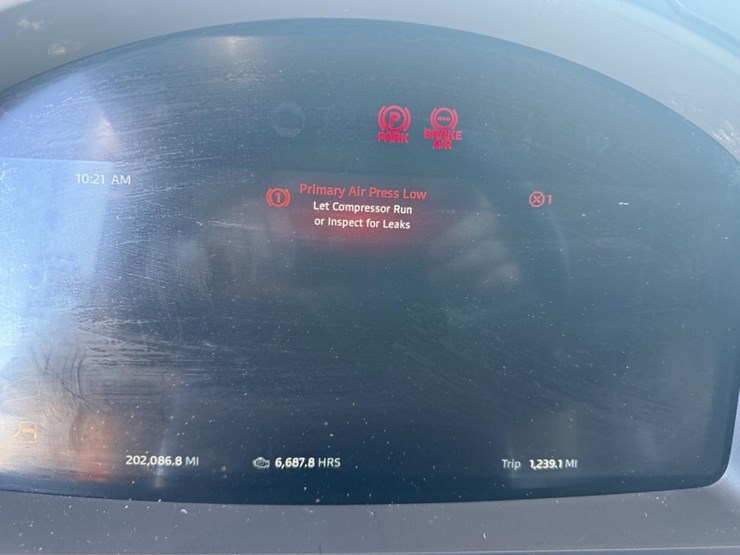 P
PARK
BRAKE
AIR
10:21 AM
1
Primary Air Press Low
Let Compressor Run
or Inspect for Leaks
1
--
202,086.8 MI
6,687.8 HRS
Trip 1,239.1 MI